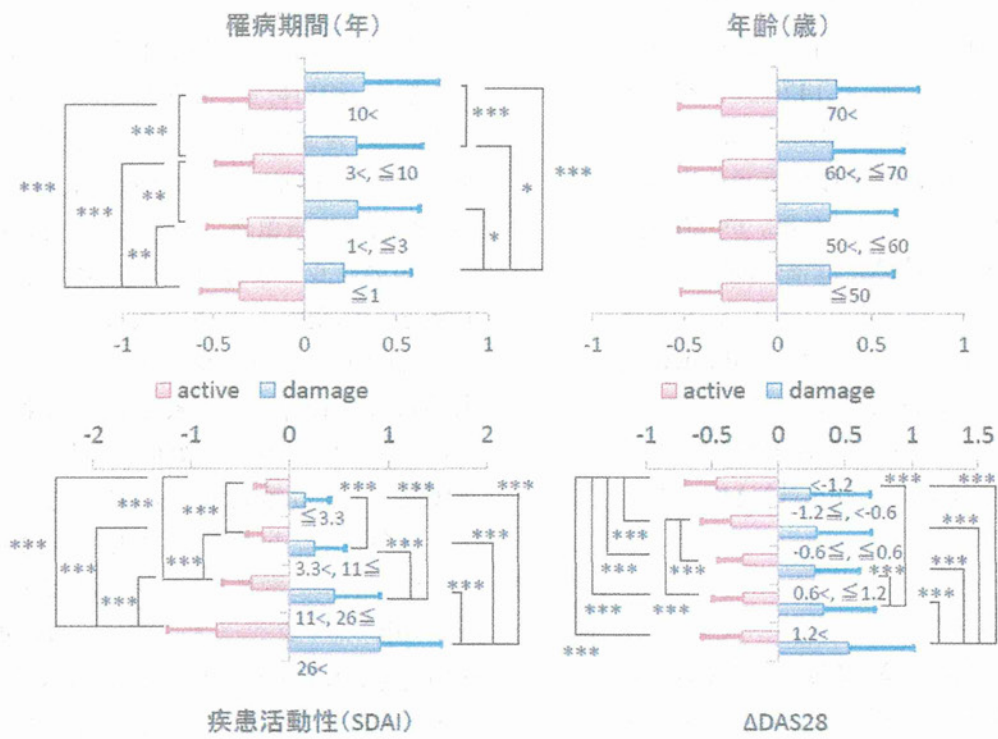 罹病期間(年)
年齢(歳)
10<
3<, ≦10
1<, ≦3
≦1
*** ** *** ** ***
*** * * ***
-1 -0.5 0 0.5 1
70<
60<, ≦70
50<, ≦60
≦50
-1 -0.5 0 0.5 1
active damage
active damage
-2 -1 0 1 2
≦3.3
3.3<, 11≦
11<, 26≦
26<
*** *** *** *** *** ***
*** *** *** *** *** ***
疾患活動性(SDAI)
-1 -0.5 0 0.5 1 1.5
<-1.2
-1.2≦, <-0.6
-0.6≦, ≦0.6
0.6<, ≦1.2
1.2<
*** *** *** *** ***
*** *** *** *** *** ***
ΔDAS28